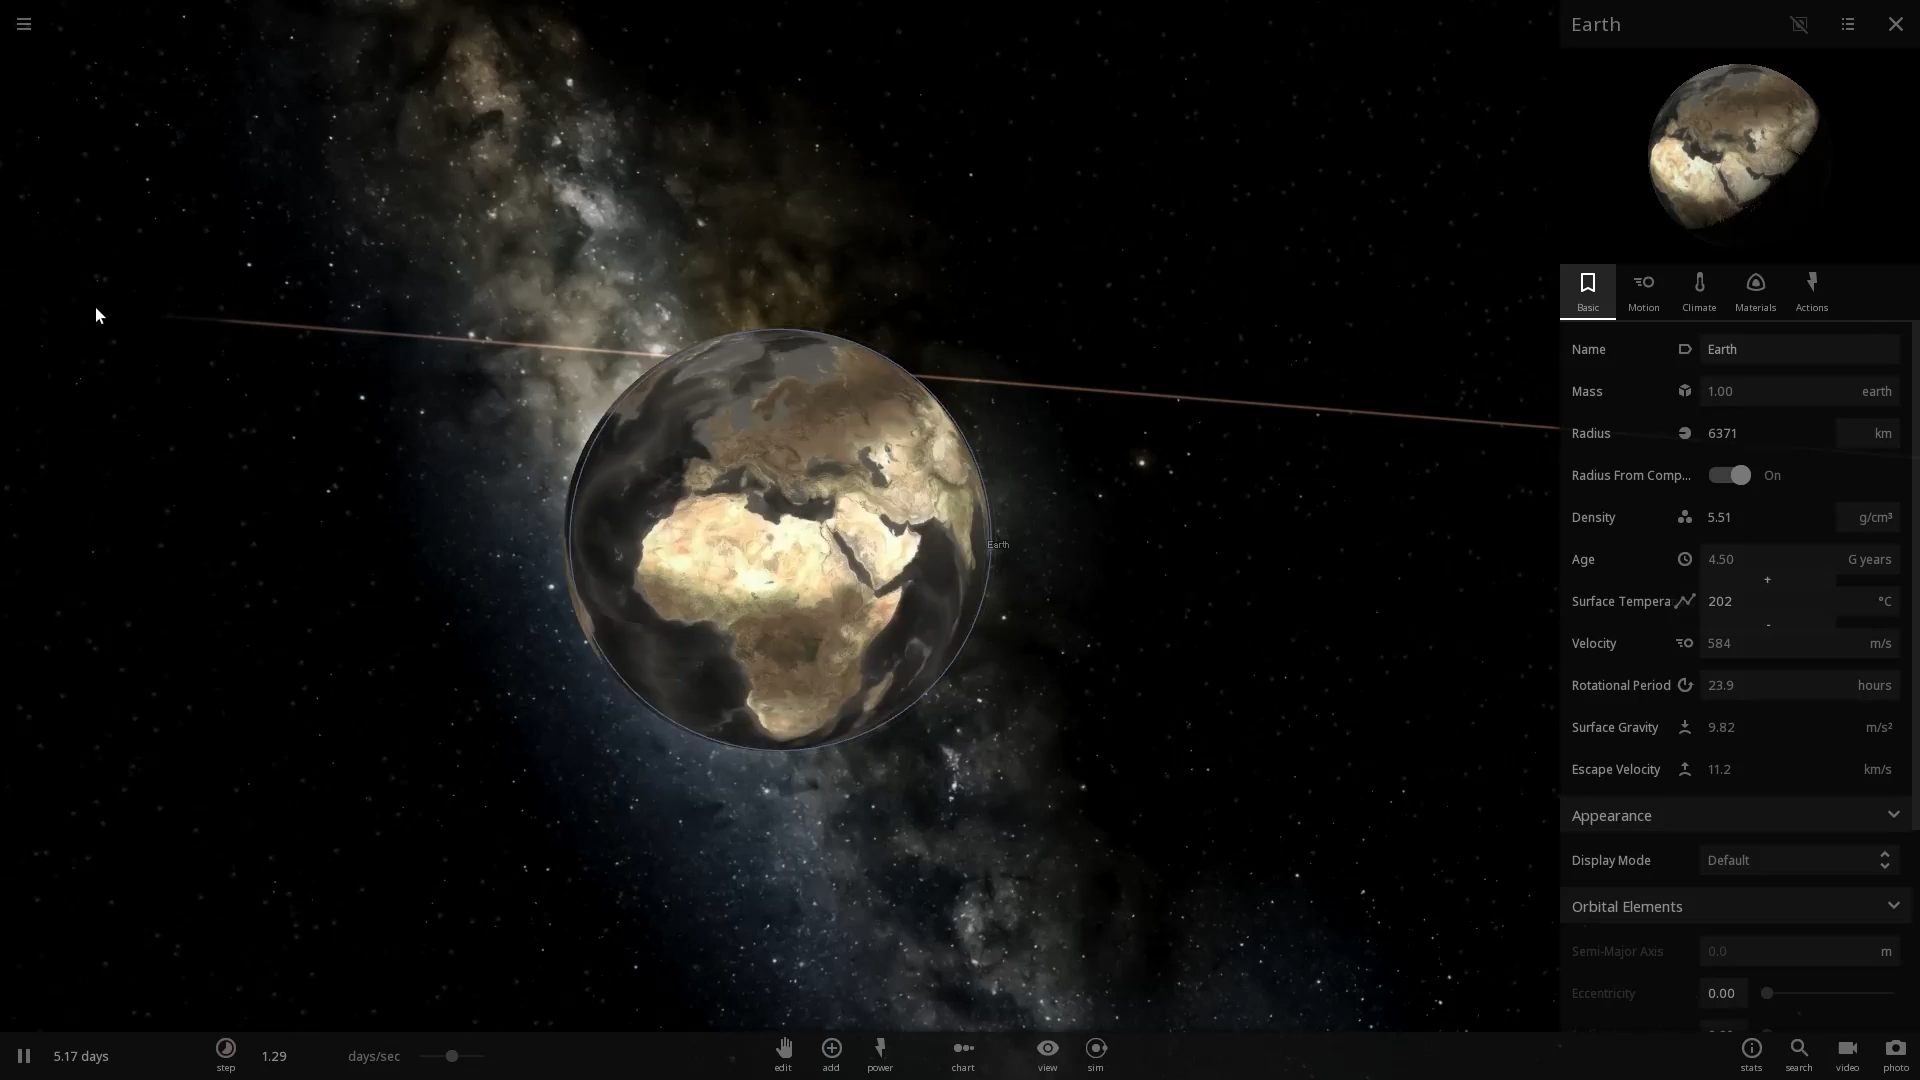 Earth
Basic
Motion
Climate
Materials
Actions
Name Earth
Mass 1.00 earth
Radius 6371 km
Radius From Comp... On
Density 5.51 g/cm³
Age 4.50 G years
+
Surface Tempera 202 °C
-
Velocity 584 m/s
Rotational Period 23.9 hours
Surface Gravity 9.82 m/s²
Escape Velocity 11.2 km/s
Appearance
Display Mode Default
Orbital Elements
Semi-Major Axis 0.0 m
Eccentricity 0.00
Earth
5.17 days
step
1.29 days/sec
edit
add
power
chart
view
sim
stats
search
video
photo